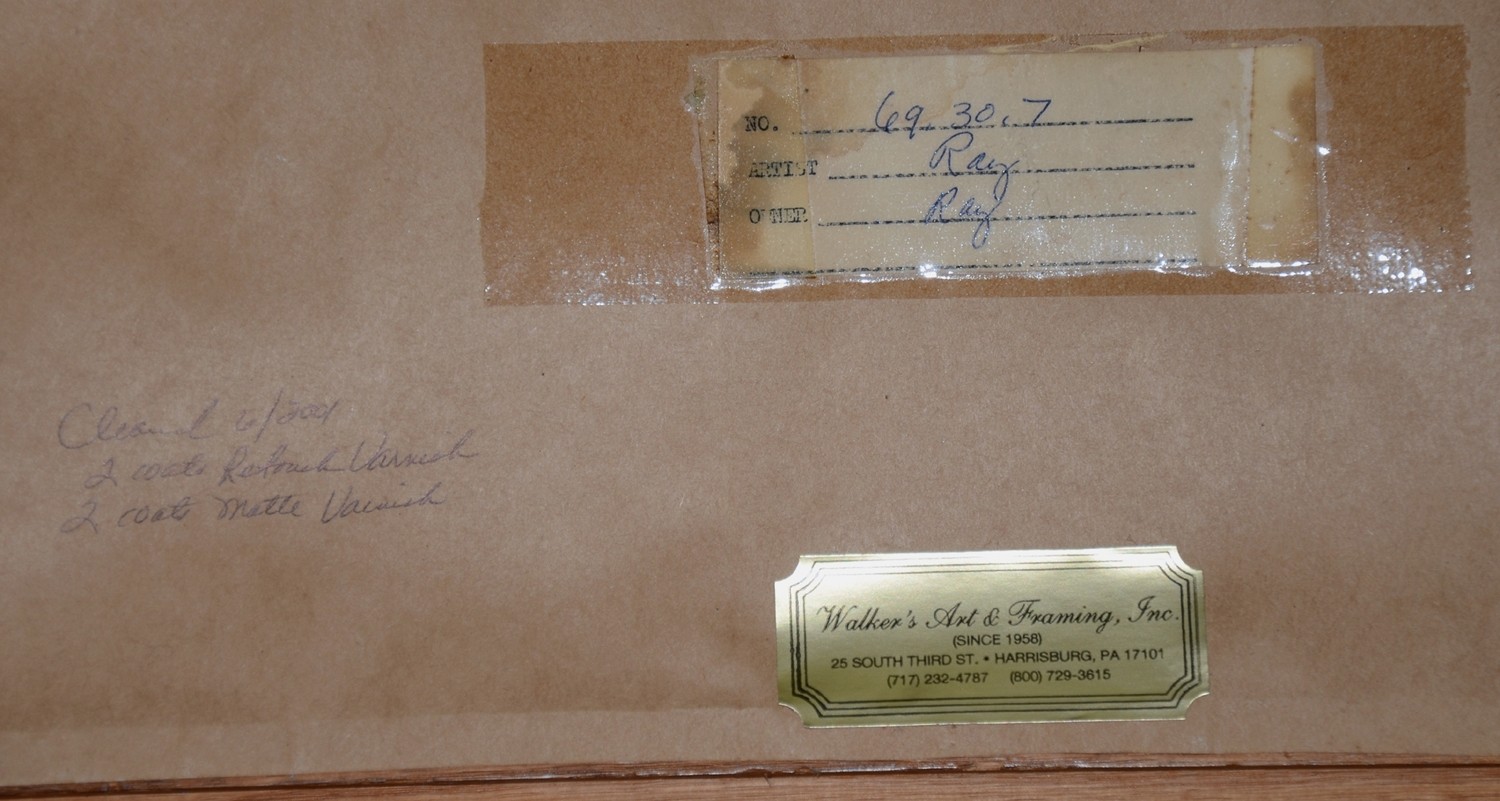 NO. 69.30.7
ARTIST Ray
OWNER Ray
Cleaned 6/2001
2 coats Retouch Varnish
2 coats Matte Varnish
Walker's Art & Framing, Inc.
(SINCE 1958)
25 SOUTH THIRD ST. • HARRISBURG, PA 17101
(717) 232-4787 (800) 729-3615